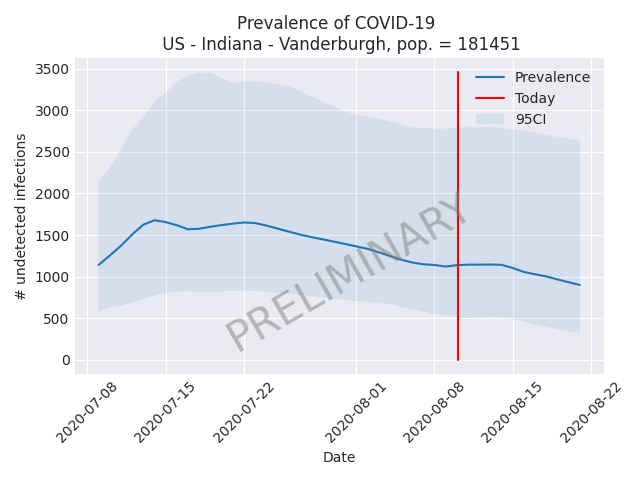 Prevalence of COVID-19
US - Indiana - Vanderburgh, pop. = 181451
3500
3000
2500
2000
1500
1000
500
0
# undetected infections
Prevalence
Today
95CI
PRELIMINARY
2020-07-08
2020-07-15
2020-07-22
2020-08-01
2020-08-08
2020-08-15
2020-08-22
Date